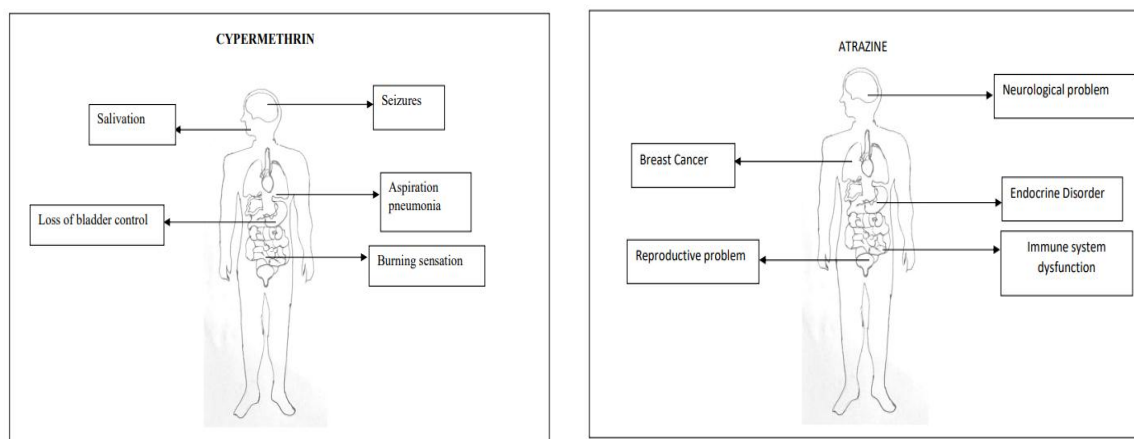 CYPERMETHRIN
Seizures
Salivation
Aspiration
pneumonia
Loss of bladder control
Burning sensation
ATRAZINE
Neurological problem
Breast Cancer
Endocrine Disorder
Reproductive problem
Immune system
dysfunction